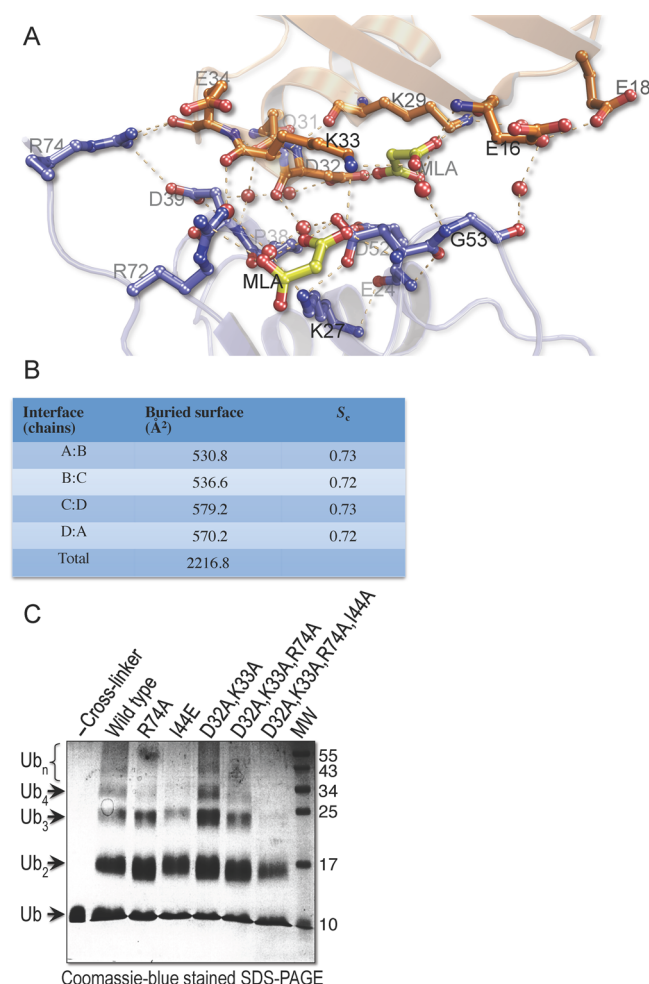 A
E34
E18
D31
K29
R74
K33
E16
D32
MLA
D39
P38
D52
G53
R72
MLA
E24
K27
B
Interface (chains) Buried surface (Å²) Sc
A:B 530.8 0.73
B:C 536.6 0.72
C:D 579.2 0.73
D:A 570.2 0.72
Total 2216.8
C
–Cross-linker
Wild type
R74A
I44E
D32A,K33A
D32A,K33A,R74A
D32A,K33A,R74A,I44A
MW
Ubn
55
43
Ub4
34
Ub3
25
Ub2
17
Ub
10
Coomassie-blue stained SDS-PAGE